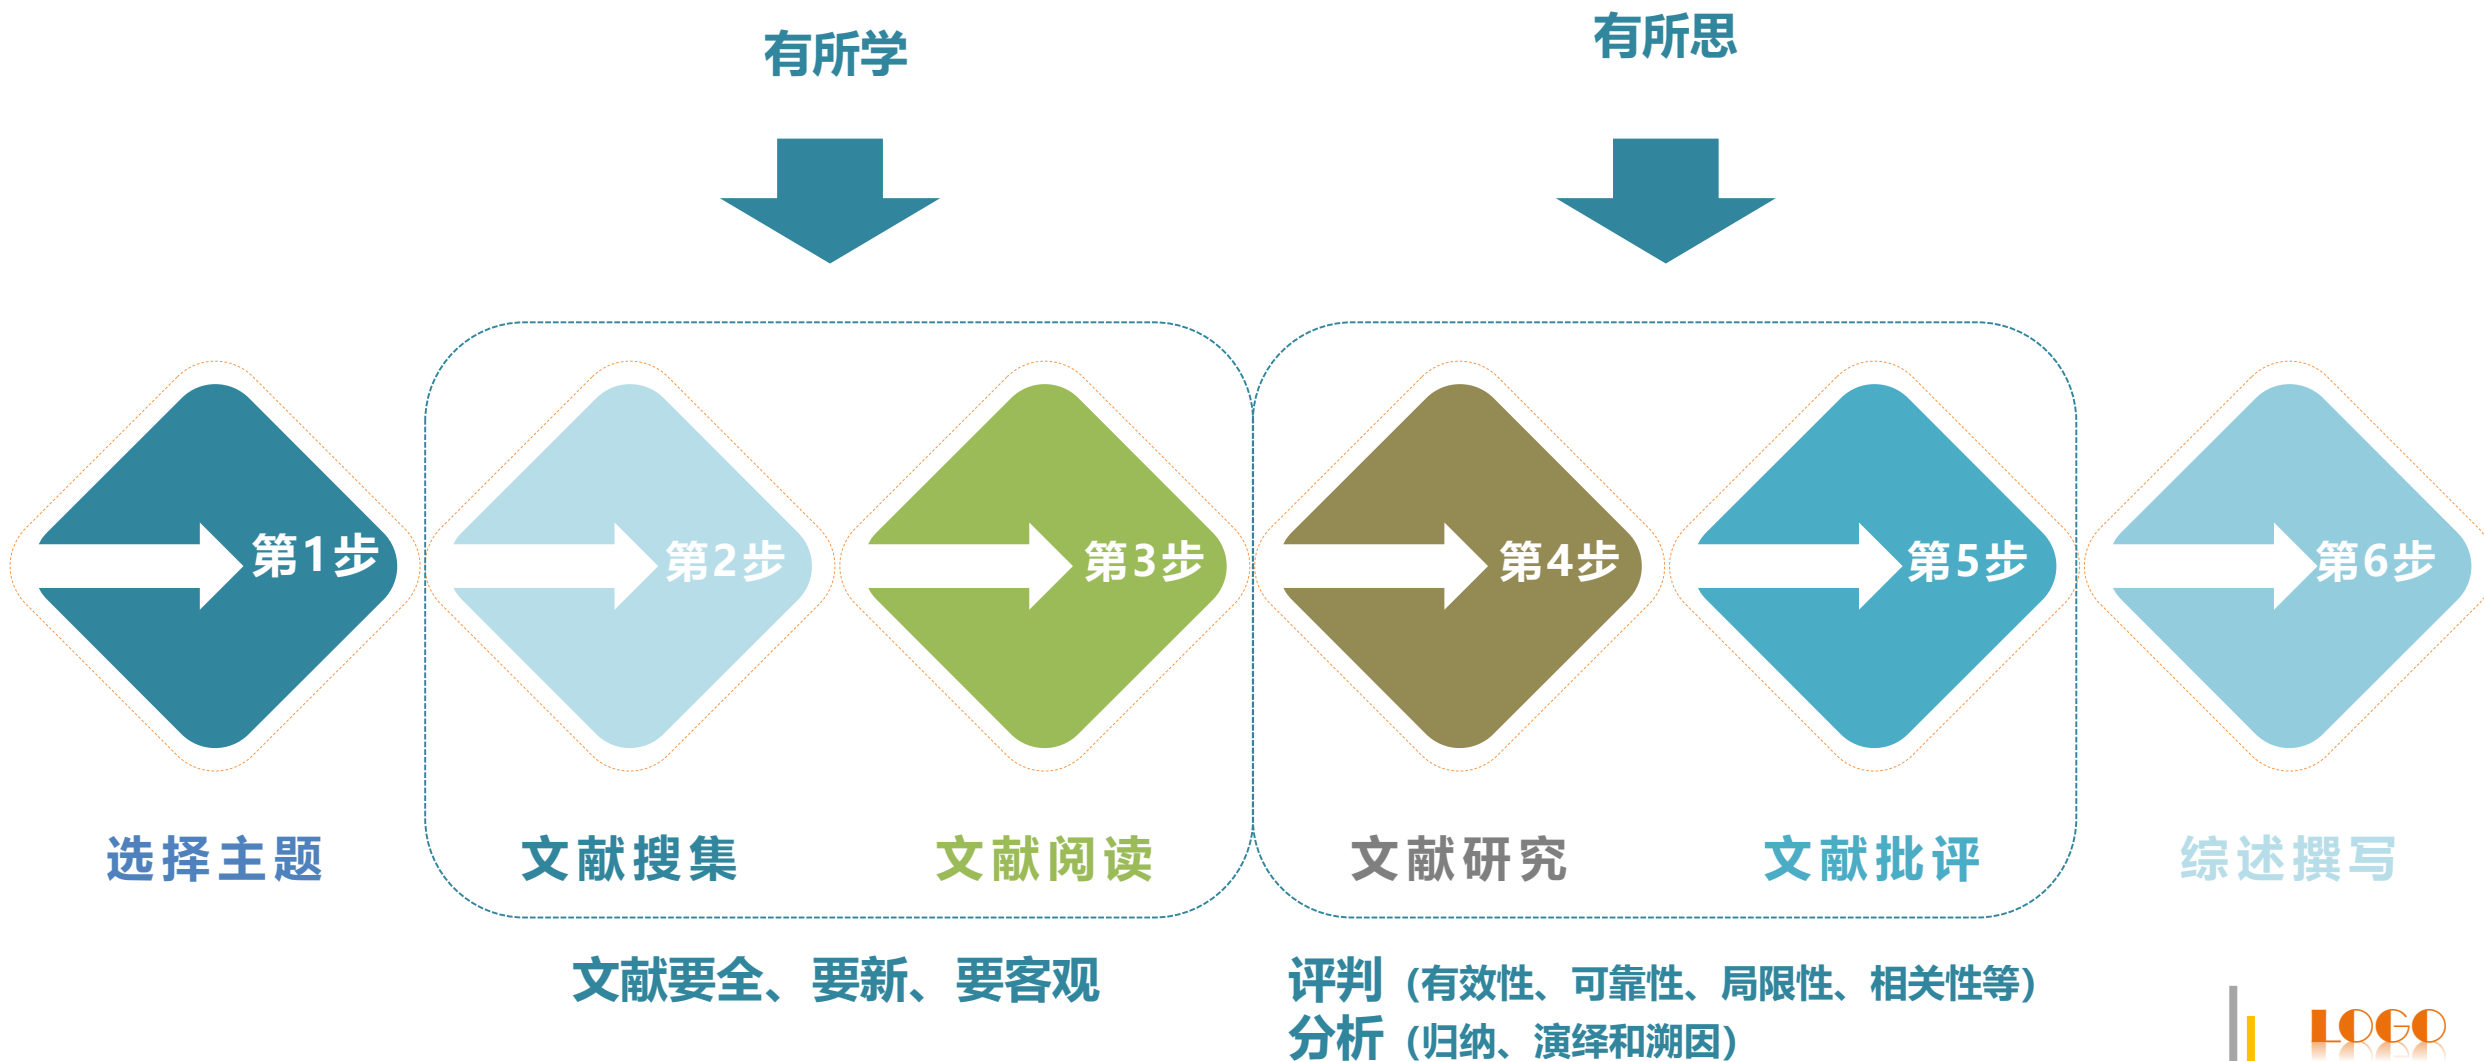 有所学
有所思
第1步
第2步
第3步
第4步
第5步
第6步
选择主题
文献搜集
文献阅读
文献研究
文献批评
综述撰写
文献要全、要新、要客观
评判（有效性、可靠性、局限性、相关性等）
分析（归纳、演绎和溯因）
LOGO